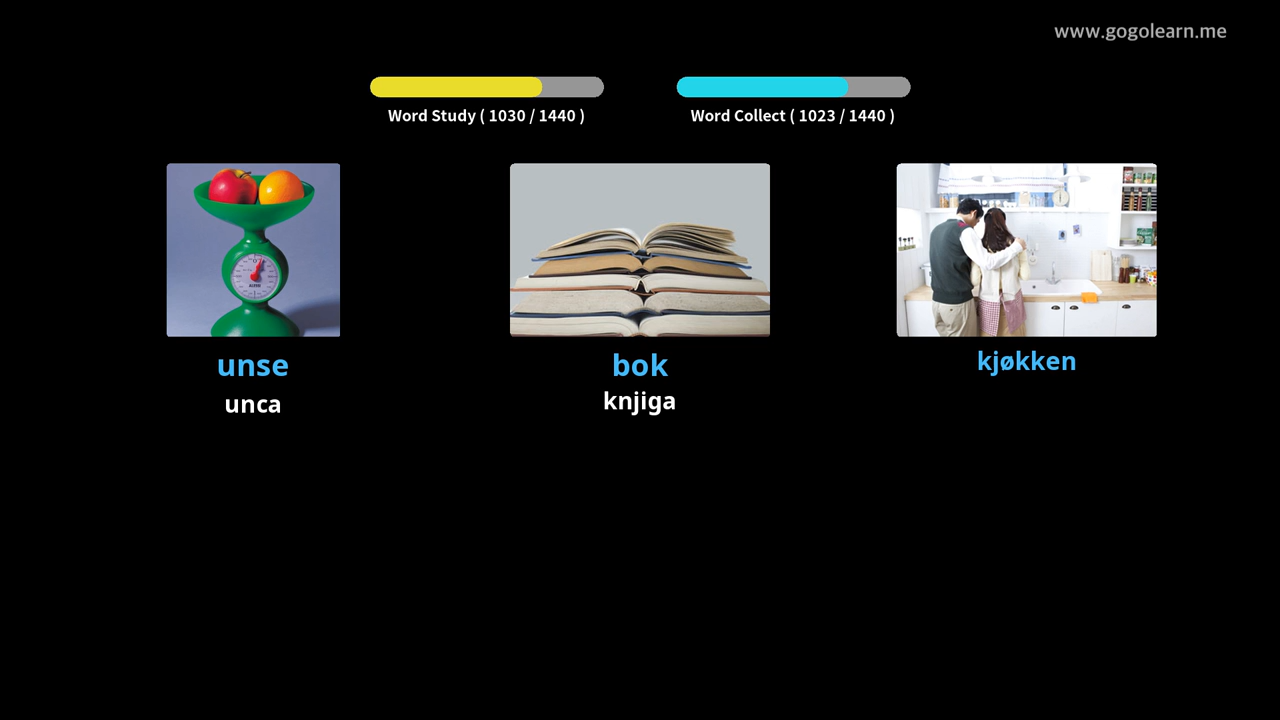 www.gogolearn.me
Word Study ( 1030 / 1440 )
Word Collect ( 1023 / 1440 )
unse
unca
bok
knjiga
kjøkken